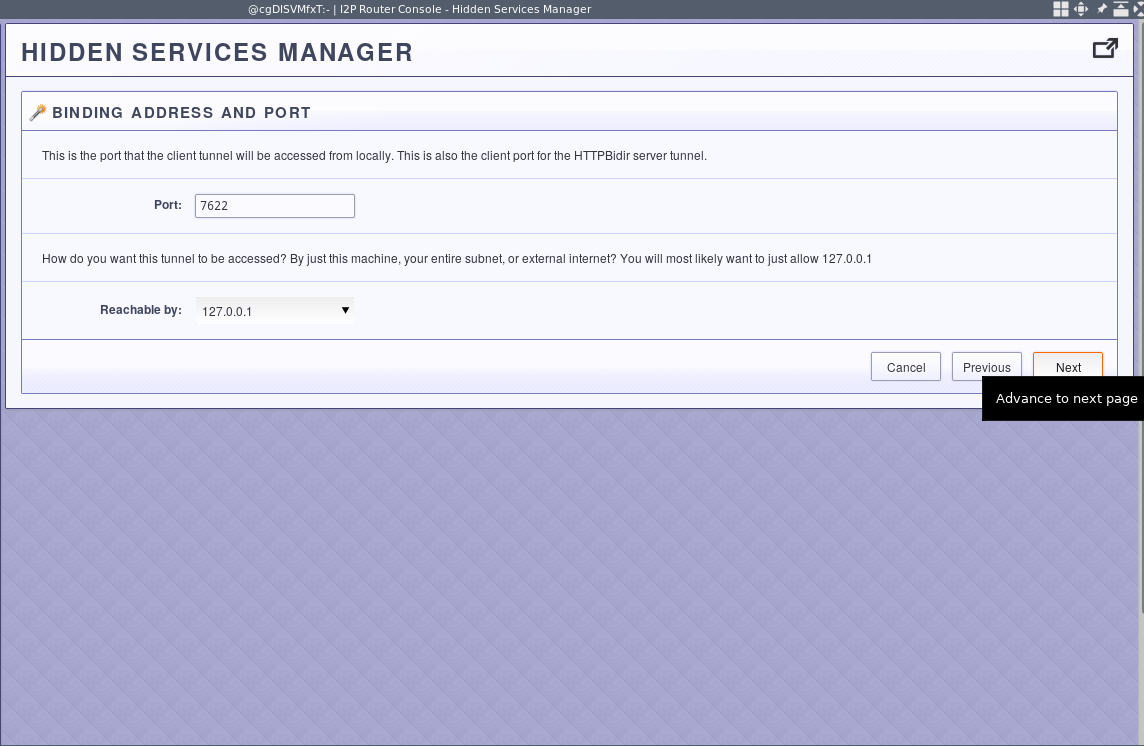 @cgDISVMfxT:- | I2P Router Console - Hidden Services Manager
HIDDEN SERVICES MANAGER
BINDING ADDRESS AND PORT
This is the port that the client tunnel will be accessed from locally. This is also the client port for the HTTPBidir server tunnel.
Port: 7622
How do you want this tunnel to be accessed? By just this machine, your entire subnet, or external internet? You will most likely want to just allow 127.0.0.1
Reachable by: 127.0.0.1
Cancel Previous Next
Advance to next page